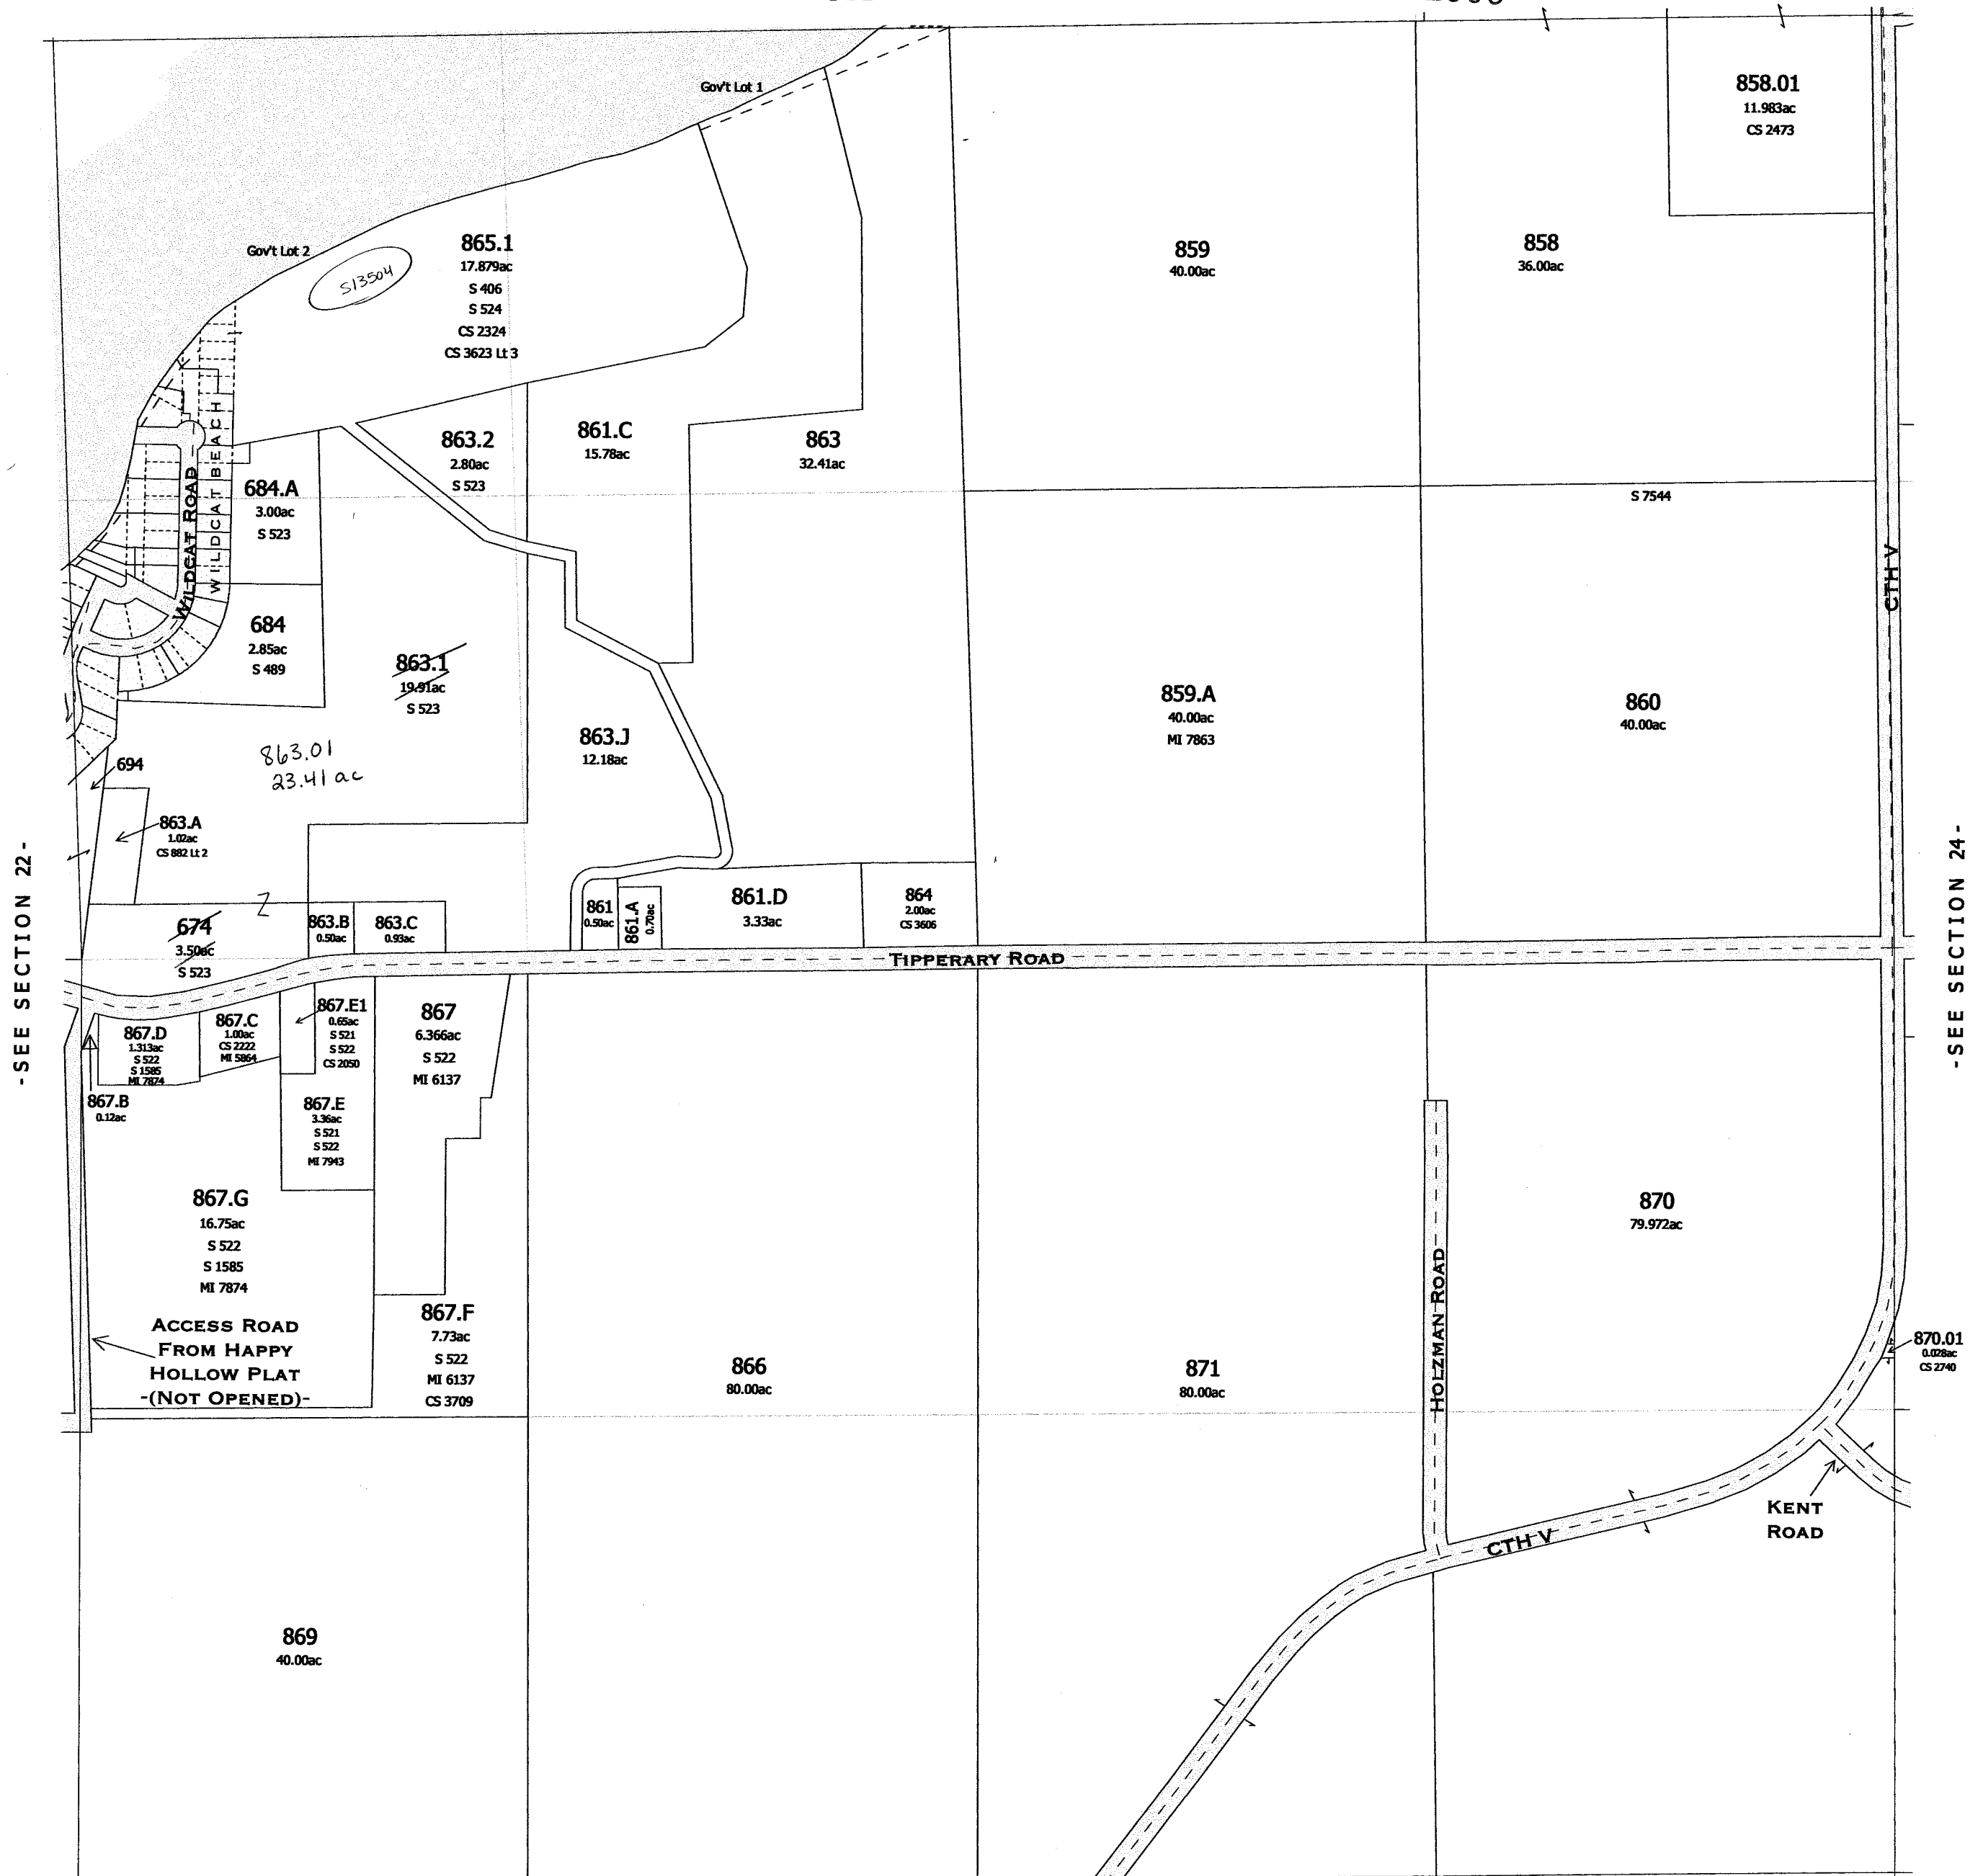 Gov't Lot 1
858.01
11.983ac
CS 2473
Gov't Lot 2
S13504
865.1
17.879ac
S 406
S 524
CS 2324
CS 3623 Lt 3
859
40.00ac
858
36.00ac
WILDCAT ROAD
WILDCAT BEACH
684.A
3.00ac
S 523
863.2
2.80ac
S 523
861.C
15.78ac
863
32.41ac
S 7544
CTH V
684
2.85ac
S 489
863.1
19.91ac
S 523
863.01
23.41 ac
863.J
12.18ac
859.A
40.00ac
MI 7863
860
40.00ac
694
863.A
1.02ac
CS 882 Lt 2
-SEE SECTION 22-
-SEE SECTION 24-
674
3.50ac
S 523
Z
863.B
0.50ac
863.C
0.93ac
861
0.50ac
861.A
0.70ac
861.D
3.33ac
864
2.00ac
CS 3606
TIPPERARY ROAD
867.D
1.313ac
S 522
S 1585
MI 7874
867.C
1.00ac
CS 2222
MI 5864
867.E1
0.65ac
S 521
S 522
CS 2050
867
6.366ac
S 522
MI 6137
867.B
0.12ac
867.E
3.36ac
S 521
S 522
MI 7943
867.G
16.75ac
S 522
S 1585
MI 7874
ACCESS ROAD
FROM HAPPY
HOLLOW PLAT
-(NOT OPENED)-
867.F
7.73ac
S 522
MI 6137
CS 3709
866
80.00ac
871
80.00ac
HOLZMAN ROAD
870
79.972ac
870.01
0.028ac
CS 2740
KENT
ROAD
CTH V
869
40.00ac